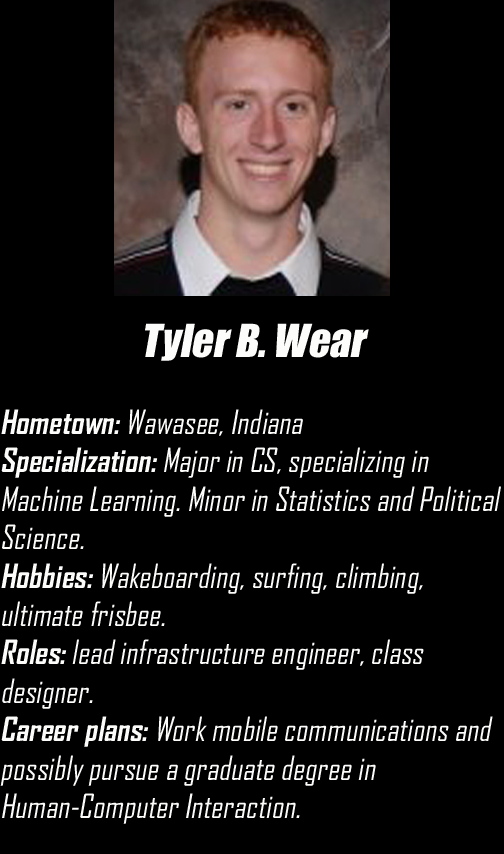 Tyler B. Wear
Hometown: Wawasee, Indiana
Specialization: Major in CS, specializing in
Machine Learning. Minor in Statistics and Political
Science.
Hobbies: Wakeboarding, surfing, climbing,
ultimate frisbee.
Roles: lead infrastructure engineer, class
designer.
Career plans: Work mobile communications and
possibly pursue a graduate degree in
Human-Computer Interaction.